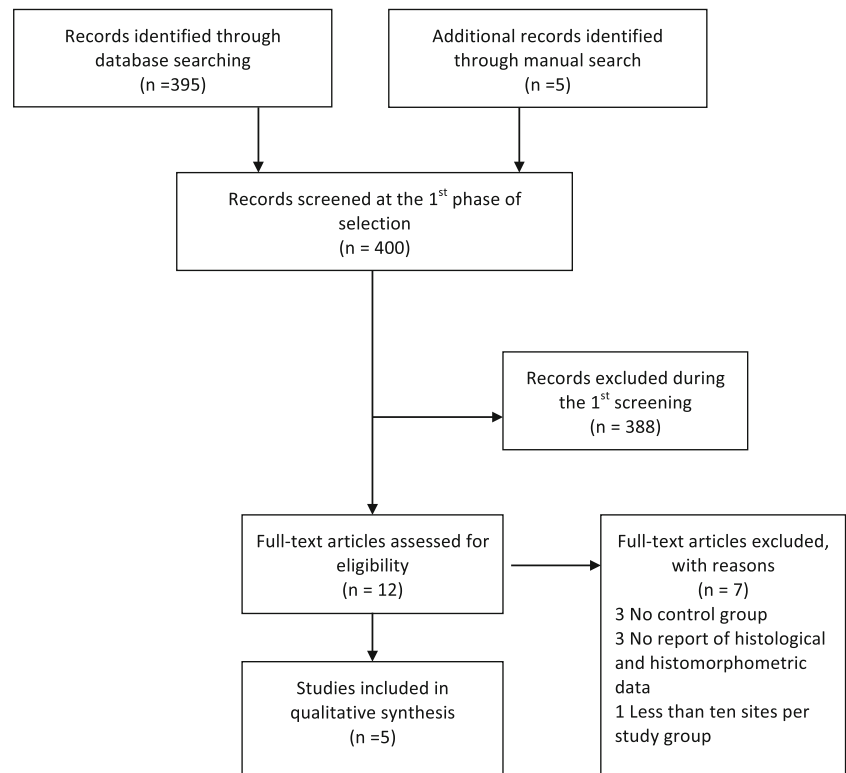 Records identified through
database searching
(n =395)
Additional records identified
through manual search
(n =5)
Records screened at the 1st phase of
selection
(n = 400)
Records excluded during
the 1st screening
(n = 388)
Full-text articles assessed for
eligibility
(n = 12)
Full-text articles excluded,
with reasons
(n = 7)
3 No control group
3 No report of histological
and histomorphometric
data
1 Less than ten sites per
study group
Studies included in
qualitative synthesis
(n =5)